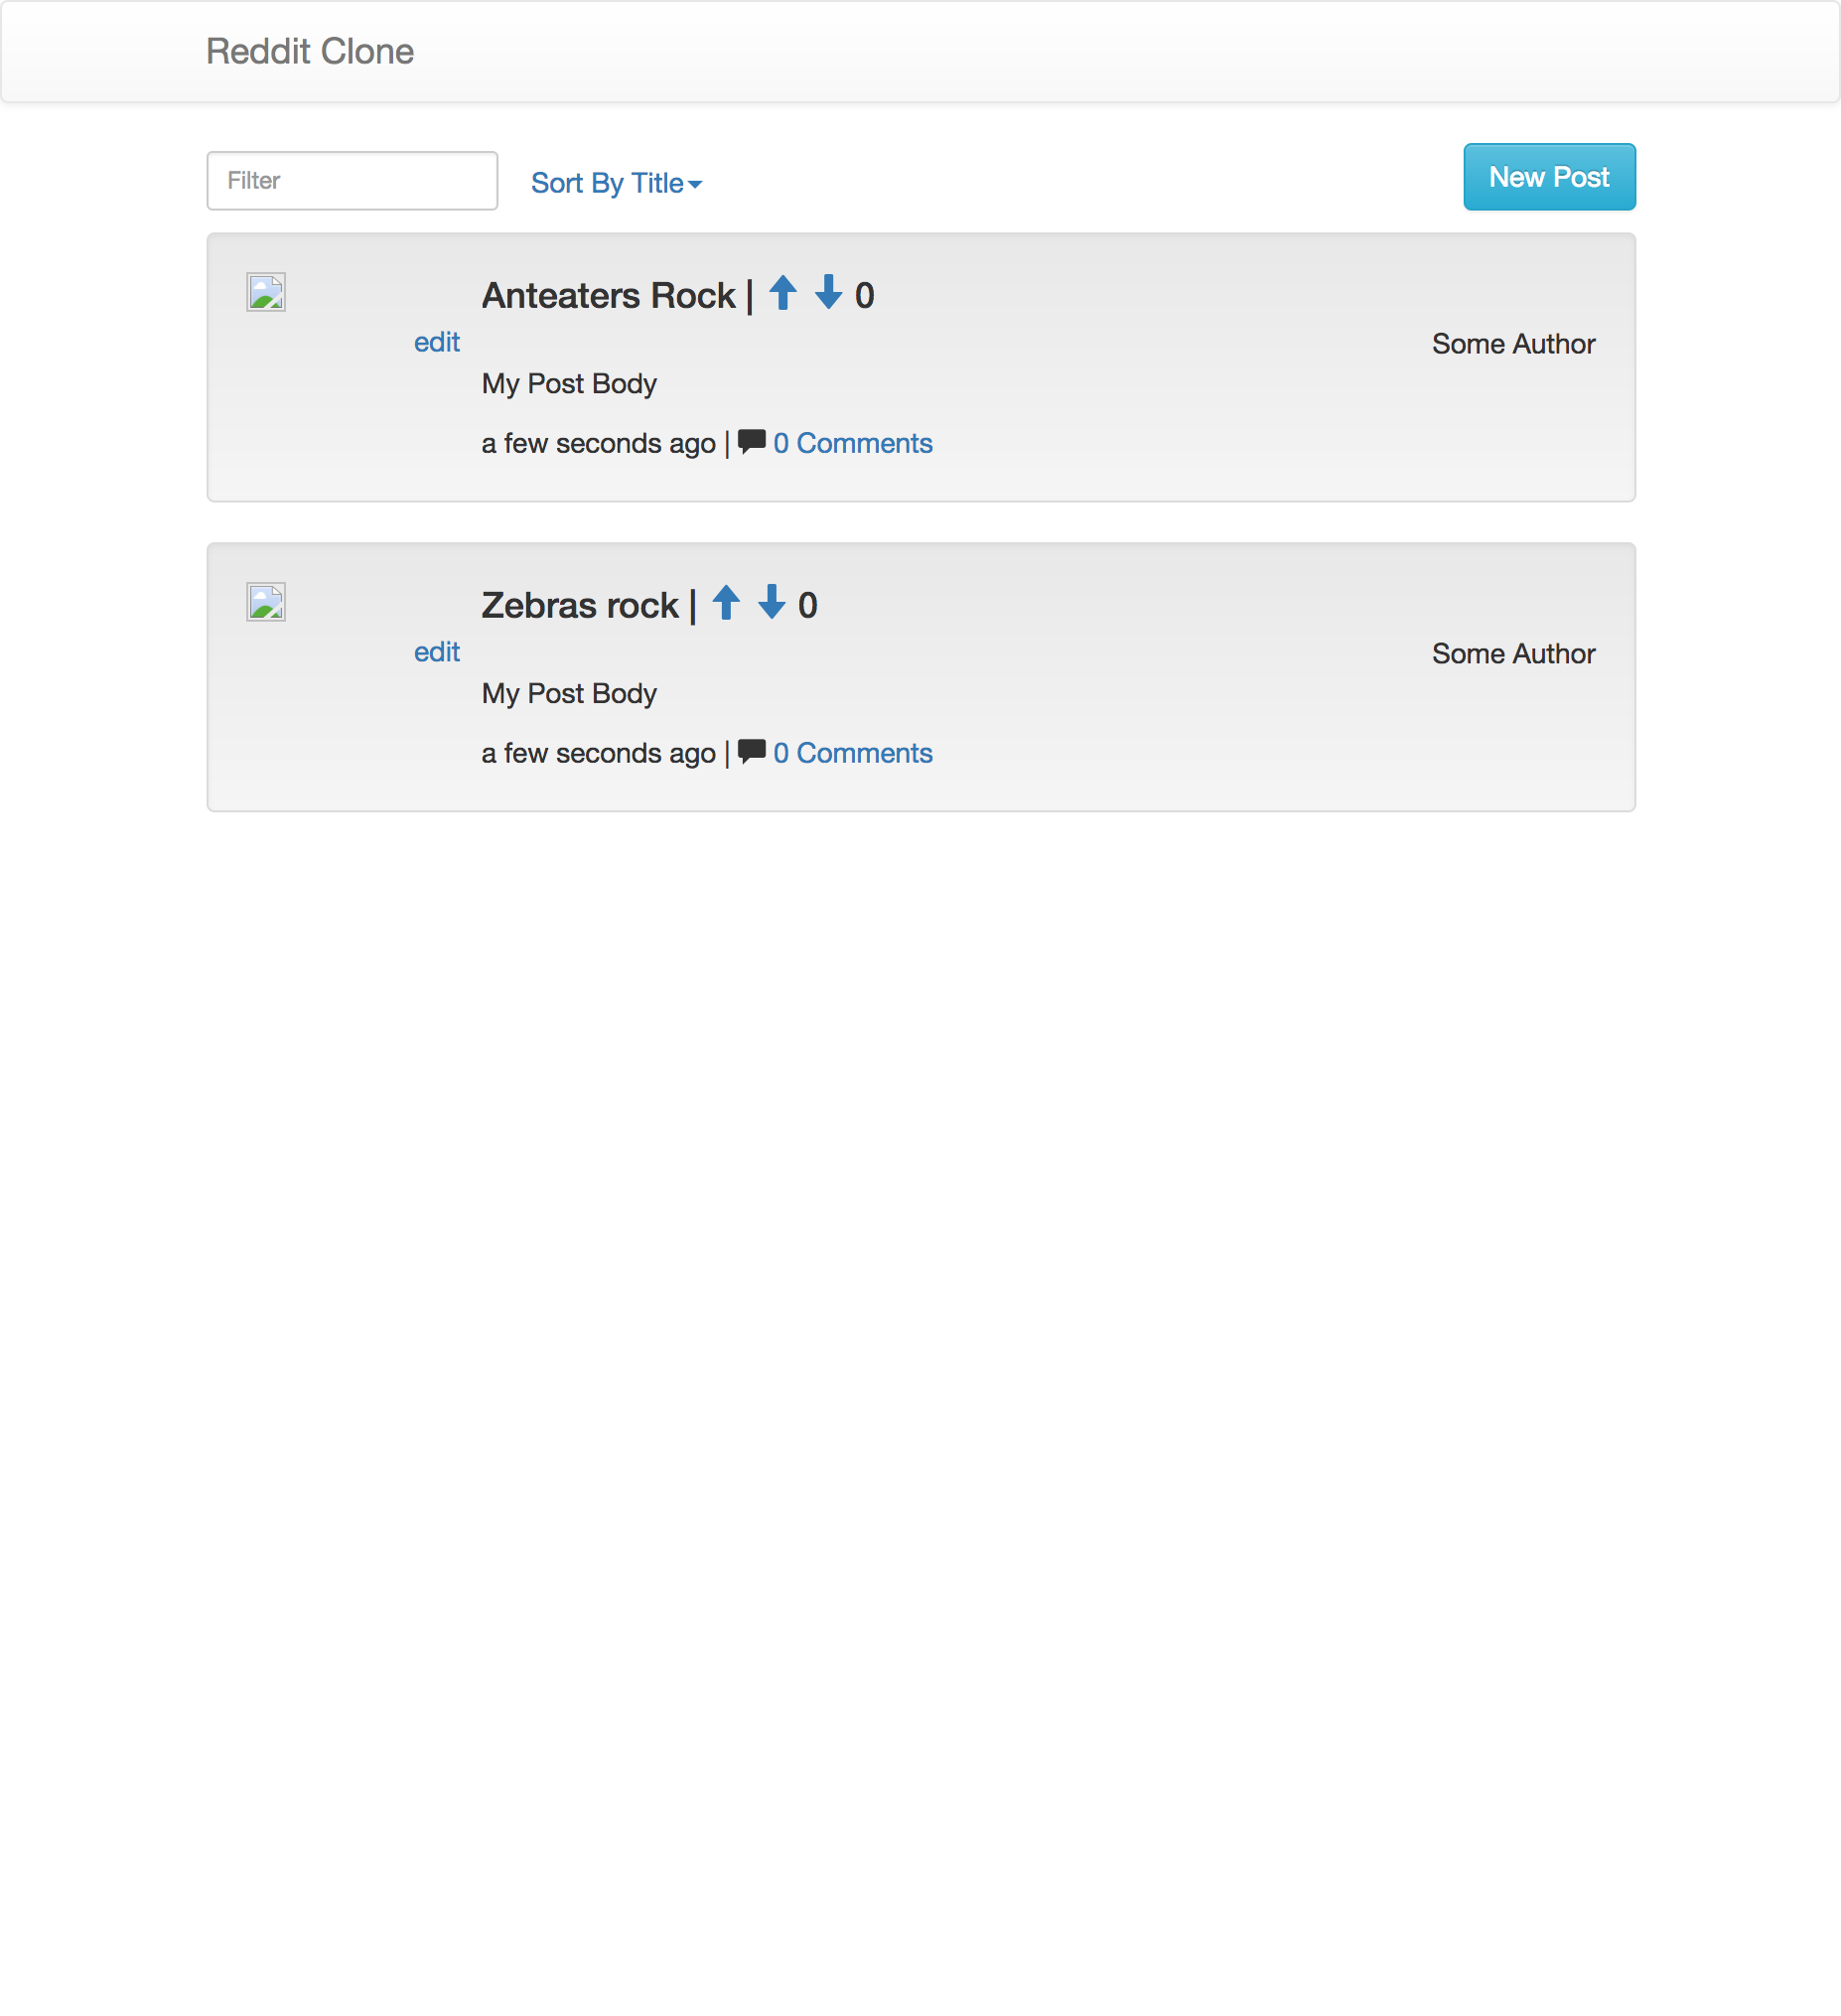 Reddit Clone
Filter
Sort By Title
New Post
Anteaters Rock | 0
edit
Some Author
My Post Body
a few seconds ago | 0 Comments
Zebras rock | 0
edit
Some Author
My Post Body
a few seconds ago | 0 Comments